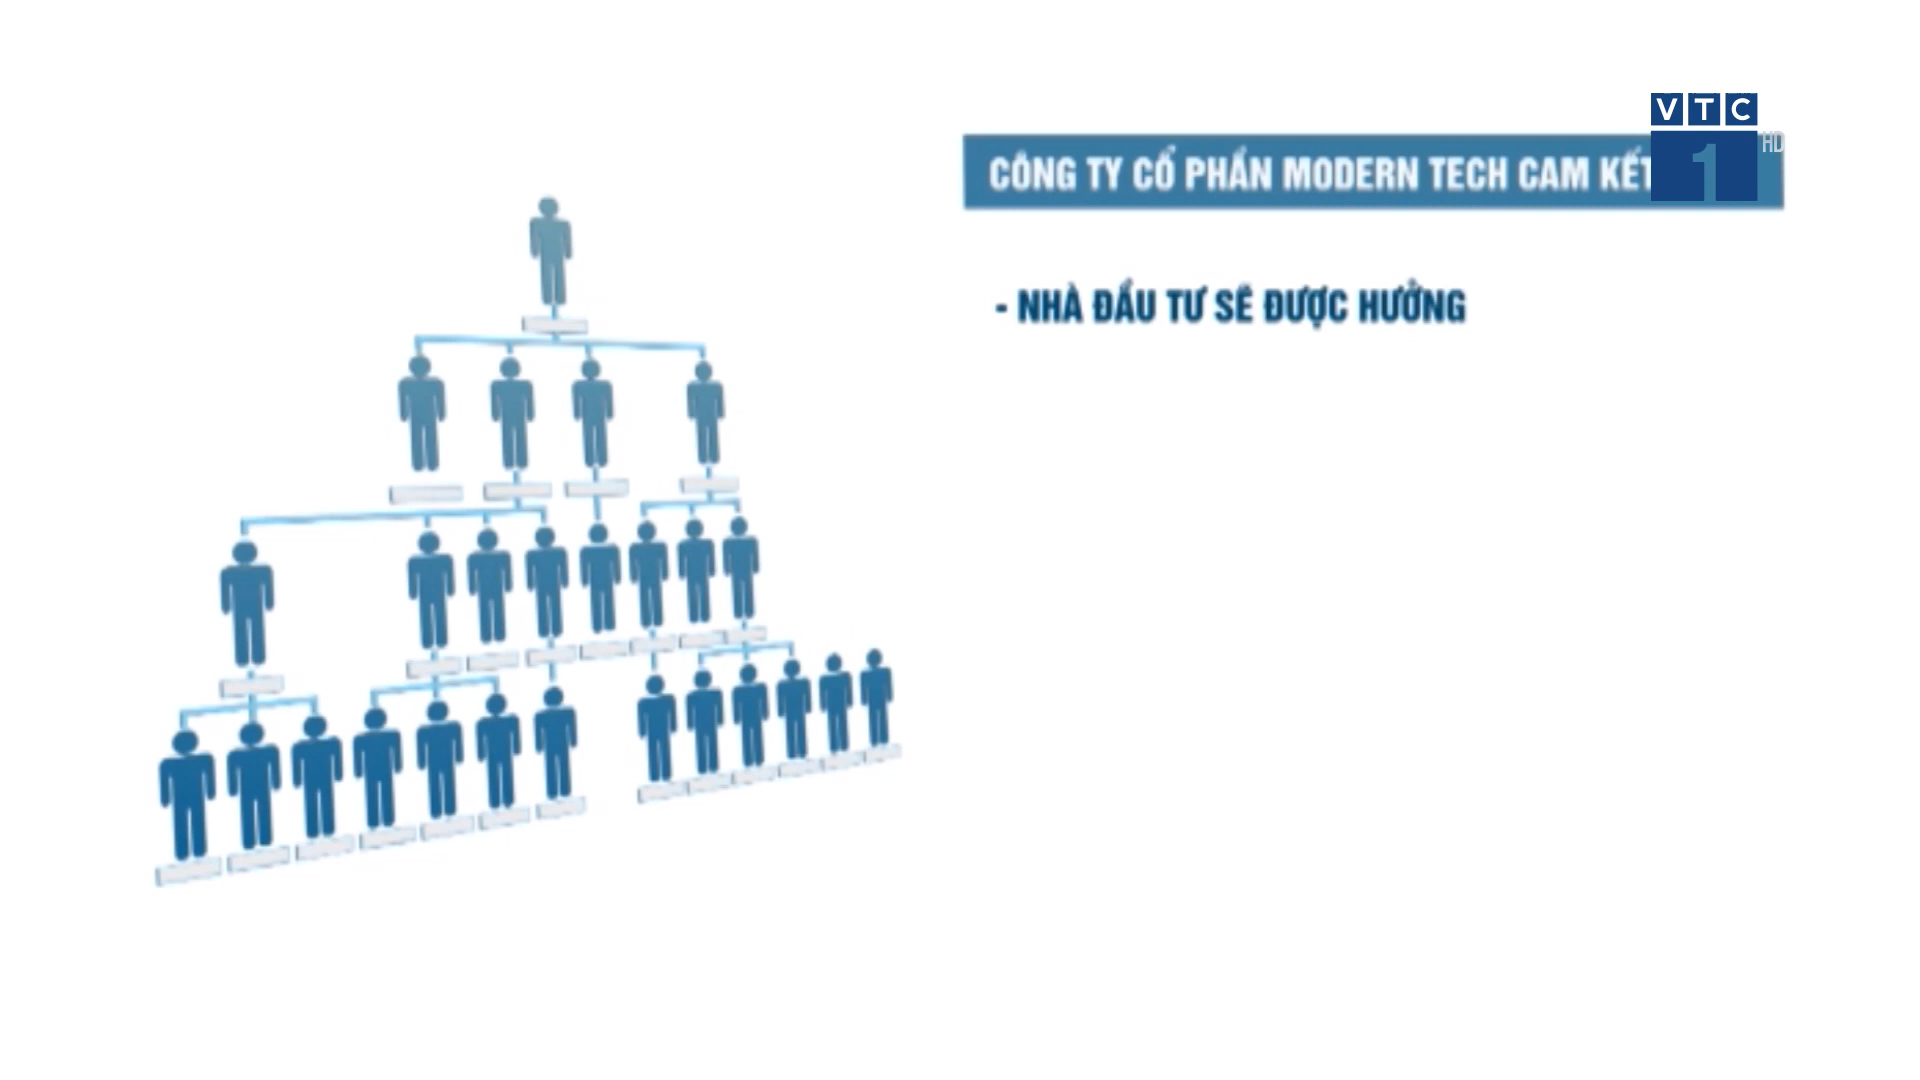 VTC
1
HD
CÔNG TY CỔ PHẦN MODERN TECH CAM KẾT
- NHÀ ĐẦU TƯ SẼ ĐƯỢC HƯỞNG